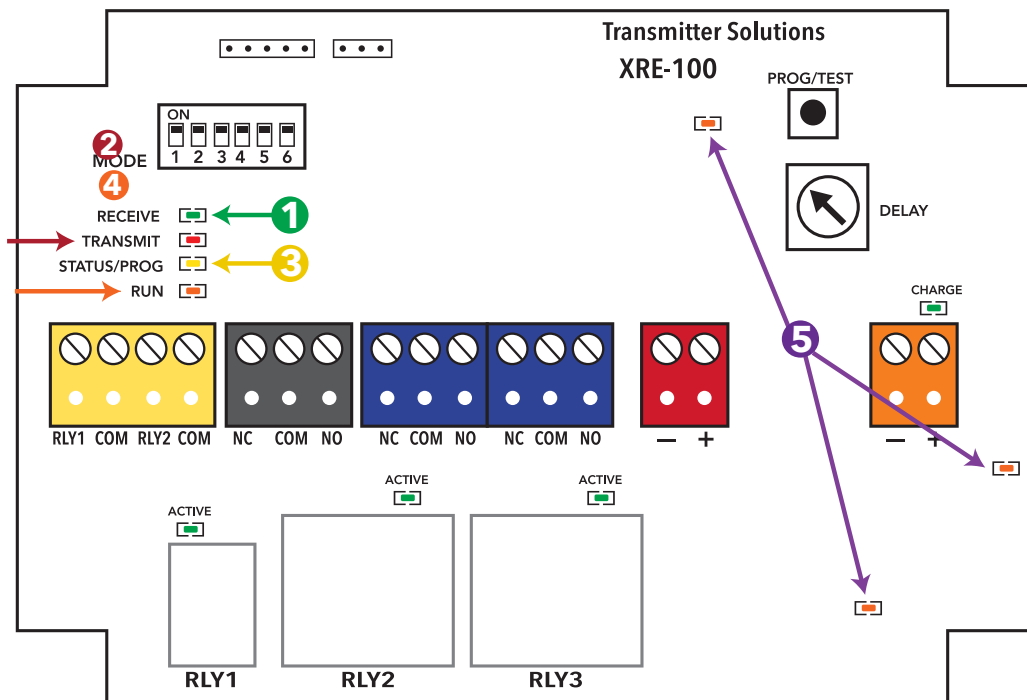 Transmitter Solutions
XRE-100
PROG/TEST
ON
1 2 3 4 5 6
2
MODE
4
DELAY
RECEIVE 1
TRANSMIT
STATUS/PROG 3
RUN
CHARGE
5
RLY1 COM RLY2 COM NC COM NO NC COM NO NC COM NO — + — +
ACTIVE ACTIVE
ACTIVE
RLY1 RLY2 RLY3